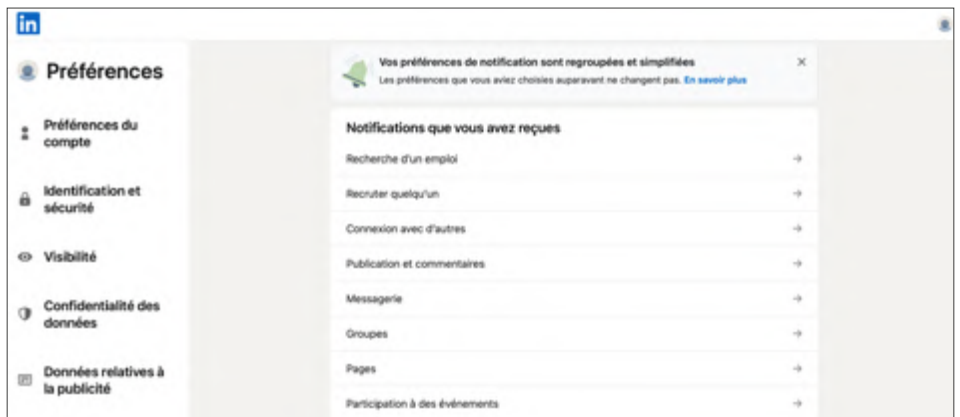 in
Préférences
Préférences du
compte
Identification et
sécurité
Visibilité
Confidentialité des
données
Données relatives à
la publicité
Vos préférences de notification sont regroupées et simplifiées
Les préférences que vous aviez choisies auparavant ne changent pas. En savoir plus
Notifications que vous avez reçues
Recherche d'un emploi
Recruter quelqu'un
Connexion avec d'autres
Publication et commentaires
Messagerie
Groupes
Pages
Participation à des événements